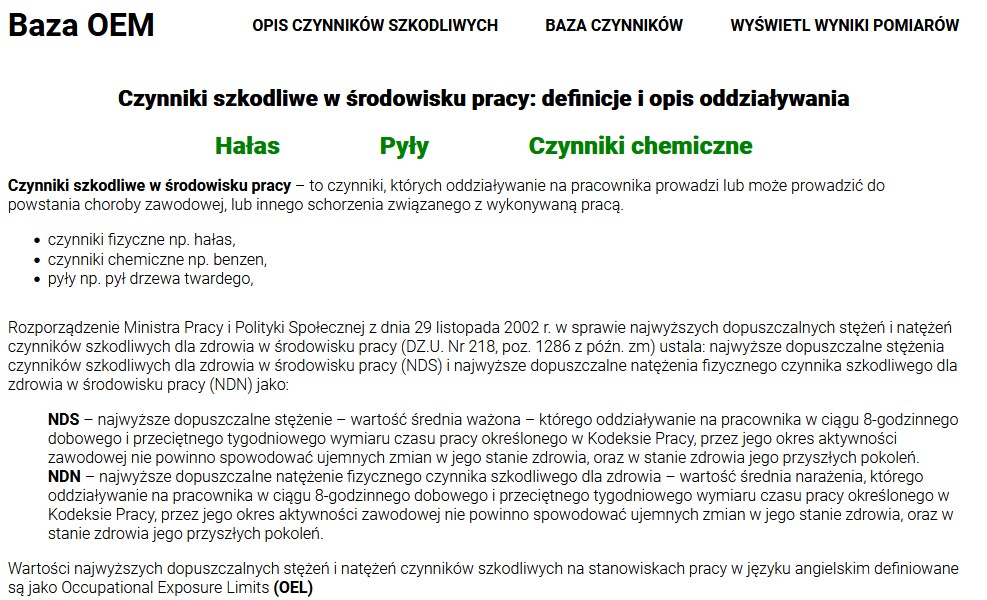 Baza OEM
OPIS CZYNNIKÓW SZKODLIWYCH BAZA CZYNNIKÓW WYŚWIETL WYNIKI POMIARÓW
Czynniki szkodliwe w środowisku pracy: definicje i opis oddziaływania
Hałas Pyły Czynniki chemiczne
Czynniki szkodliwe w środowisku pracy – to czynniki, których oddziaływanie na pracownika prowadzi lub może prowadzić do
powstania choroby zawodowej, lub innego schorzenia związanego z wykonywaną pracą.
• czynniki fizyczne np. hałas,
• czynniki chemiczne np. benzen,
• pyły np. pył drzewa twardego,
Rozporządzenie Ministra Pracy i Polityki Społecznej z dnia 29 listopada 2002 r. w sprawie najwyższych dopuszczalnych stężeń i natężeń
czynników szkodliwych dla zdrowia w środowisku pracy (DZ.U. Nr 218, poz. 1286 z późn. zm) ustala: najwyższe dopuszczalne stężenia
czynników szkodliwych dla zdrowia w środowisku pracy (NDS) i najwyższe dopuszczalne natężenia fizycznego czynnika szkodliwego dla
zdrowia w środowisku pracy (NDN) jako:
NDS – najwyższe dopuszczalne stężenie – wartość średnia ważona – którego oddziaływanie na pracownika w ciągu 8-godzinnego
dobowego i przeciętnego tygodniowego wymiaru czasu pracy określonego w Kodeksie Pracy, przez jego okres aktywności
zawodowej nie powinno spowodować ujemnych zmian w jego stanie zdrowia, oraz w stanie zdrowia jego przyszłych pokoleń.
NDN – najwyższe dopuszczalne natężenie fizycznego czynnika szkodliwego dla zdrowia – wartość średnia narażenia, którego
oddziaływanie na pracownika w ciągu 8-godzinnego dobowego i przeciętnego tygodniowego wymiaru czasu pracy określonego w
Kodeksie Pracy, przez jego okres aktywności zawodowej nie powinno spowodować ujemnych zmian w jego stanie zdrowia, oraz w
stanie zdrowia jego przyszłych pokoleń.
Wartości najwyższych dopuszczalnych stężeń i natężeń czynników szkodliwych na stanowiskach pracy w języku angielskim definiowane
są jako Occupational Exposure Limits (OEL)